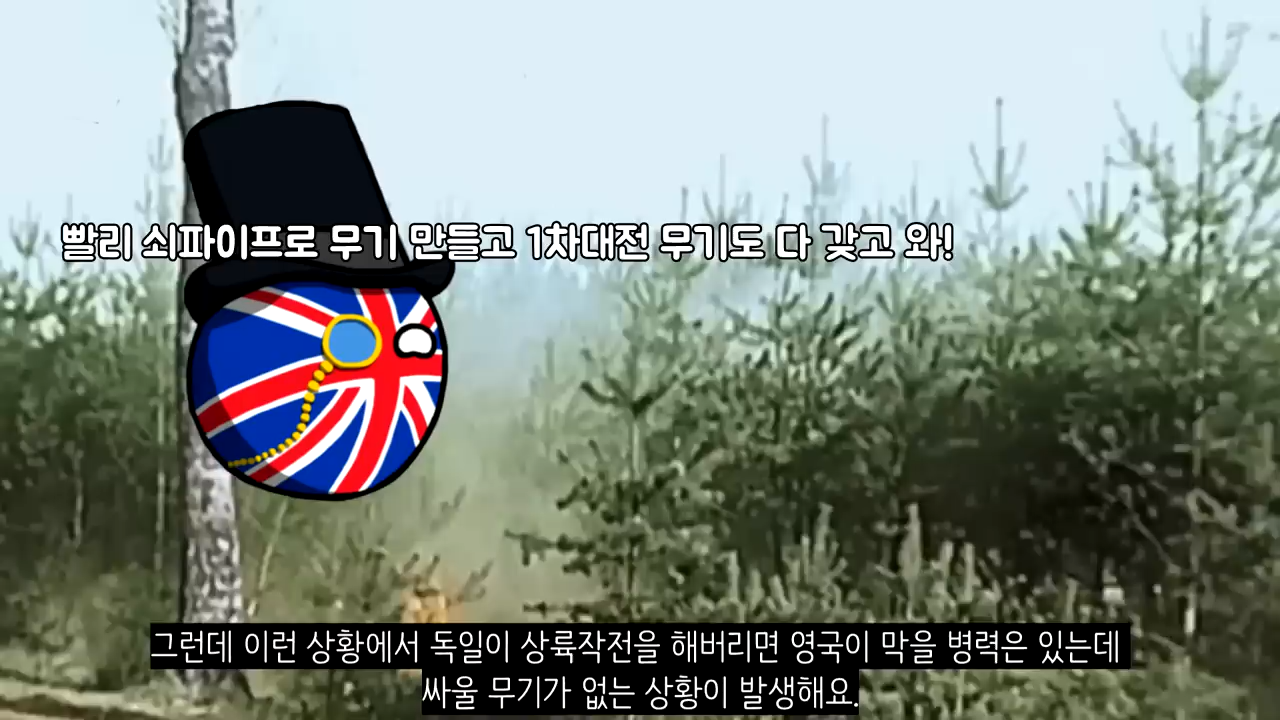 빨리 쇠파이프로 무기 만들고 1차대전 무기도 다 갖고 와!
그런데 이런 상황에서 독일이 상륙작전을 해버리면 영국이 막을 병력은 있는데
싸울 무기가 없는 상황이 발생해요.